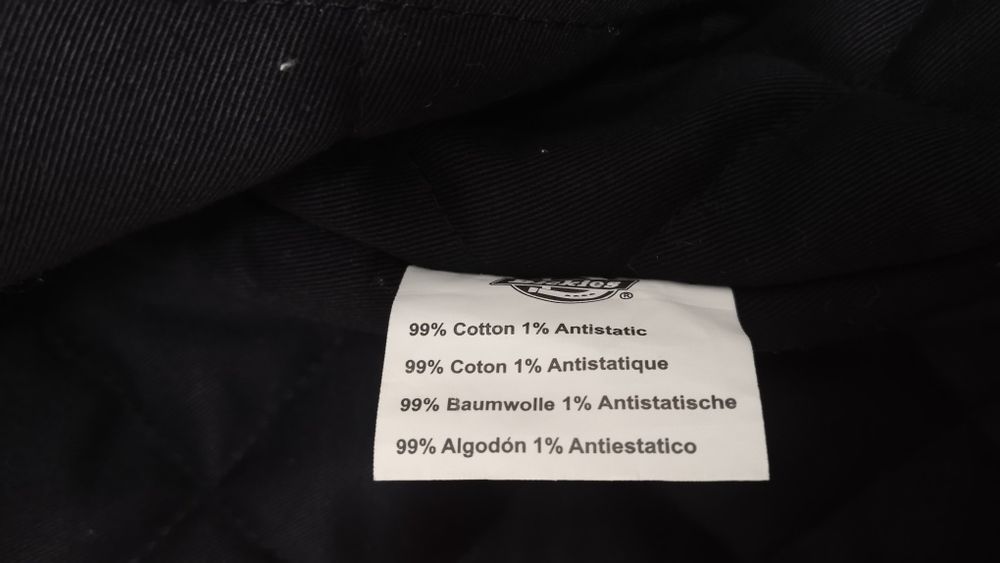 ®
99% Cotton 1% Antistatic
99% Coton 1% Antistatique
99% Baumwolle 1% Antistatische
99% Algodón 1% Antiestatico